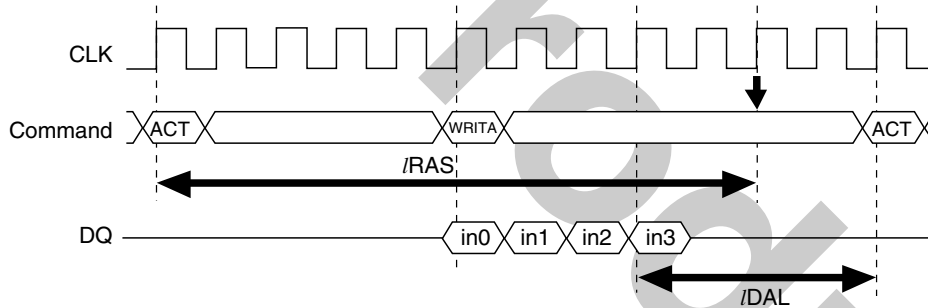 CLK
Command ACT WRITA ACT
lRAS
DQ in0 in1 in2 in3
lDAL